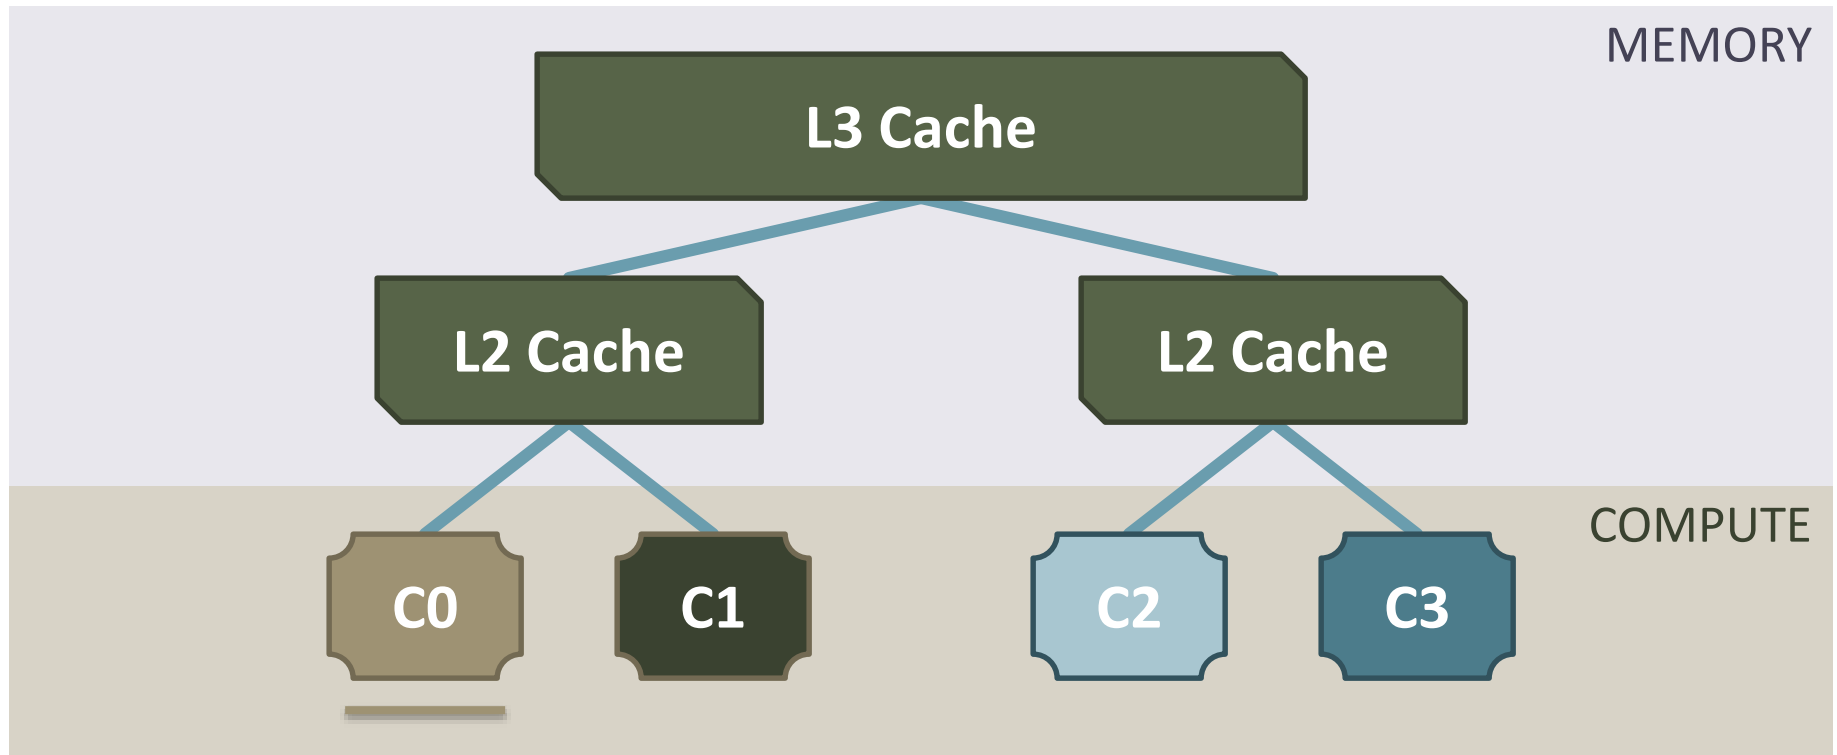 MEMORY
L3 Cache
L2 Cache
L2 Cache
COMPUTE
C0
C1
C2
C3